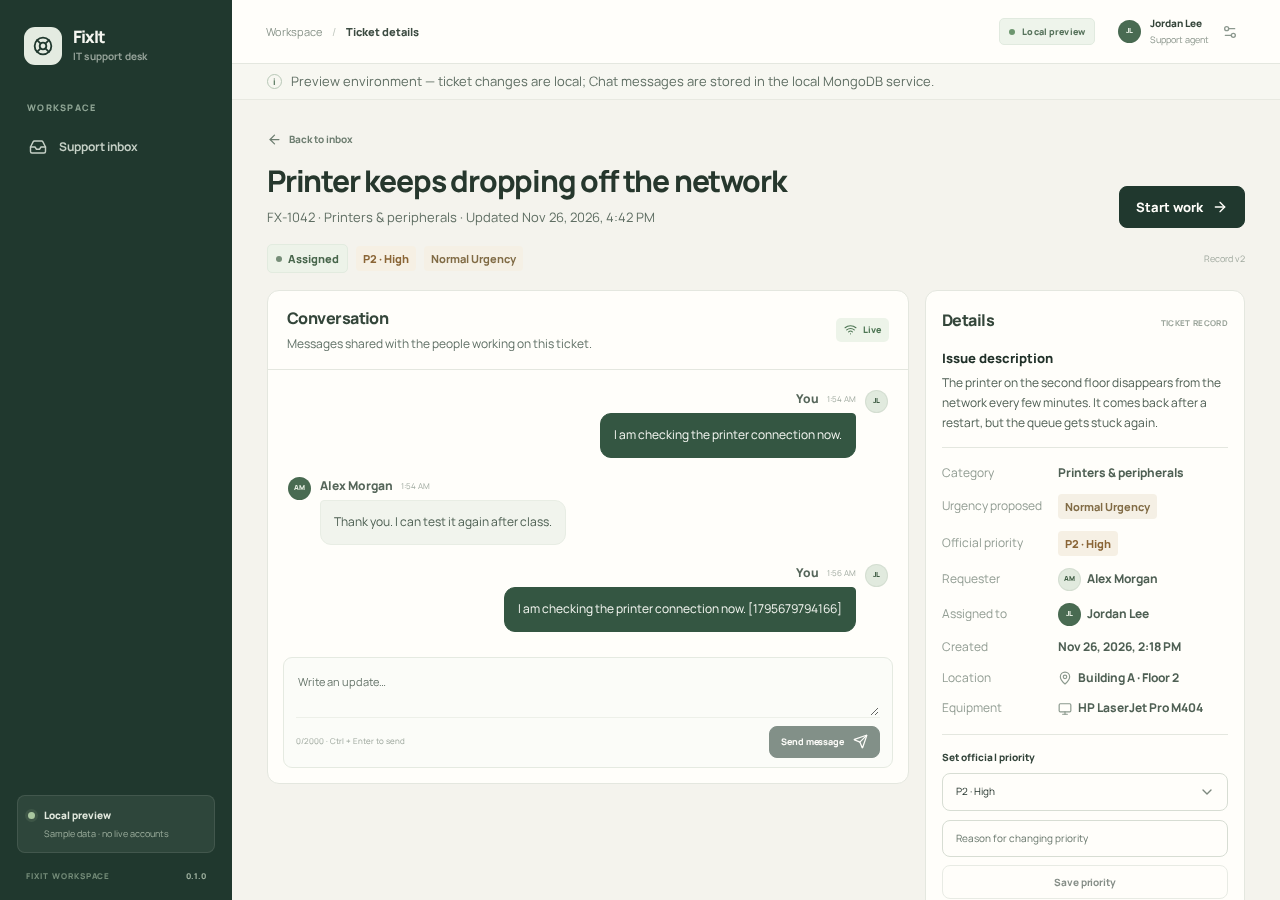 FixIt
IT support desk
WORKSPACE
Support inbox
Local preview
Sample data · no live accounts
FIXIT WORKSPACE
0.1.0
Workspace / Ticket details
Local preview
JL
Jordan Lee
Support agent
i
Preview environment — ticket changes are local; Chat messages are stored in the local MongoDB service.
Back to inbox
Printer keeps dropping off the network
FX-1042 · Printers & peripherals · Updated Nov 26, 2026, 4:42 PM
Start work
Assigned
P2 · High
Normal Urgency
Record v2
Conversation
Messages shared with the people working on this ticket.
Live
You 1:54 AM
JL
I am checking the printer connection now.
AM
Alex Morgan 1:54 AM
Thank you. I can test it again after class.
You 1:56 AM
JL
I am checking the printer connection now. [1795679794166]
Write an update…
0/2000 · Ctrl + Enter to send
Send message
Details
TICKET RECORD
Issue description
The printer on the second floor disappears from the
network every few minutes. It comes back after a
restart, but the queue gets stuck again.
Category Printers & peripherals
Urgency proposed Normal Urgency
Official priority P2 · High
Requester AM Alex Morgan
Assigned to JL Jordan Lee
Created Nov 26, 2026, 2:18 PM
Location Building A · Floor 2
Equipment HP LaserJet Pro M404
Set official priority
P2 · High
Reason for changing priority
Save priority